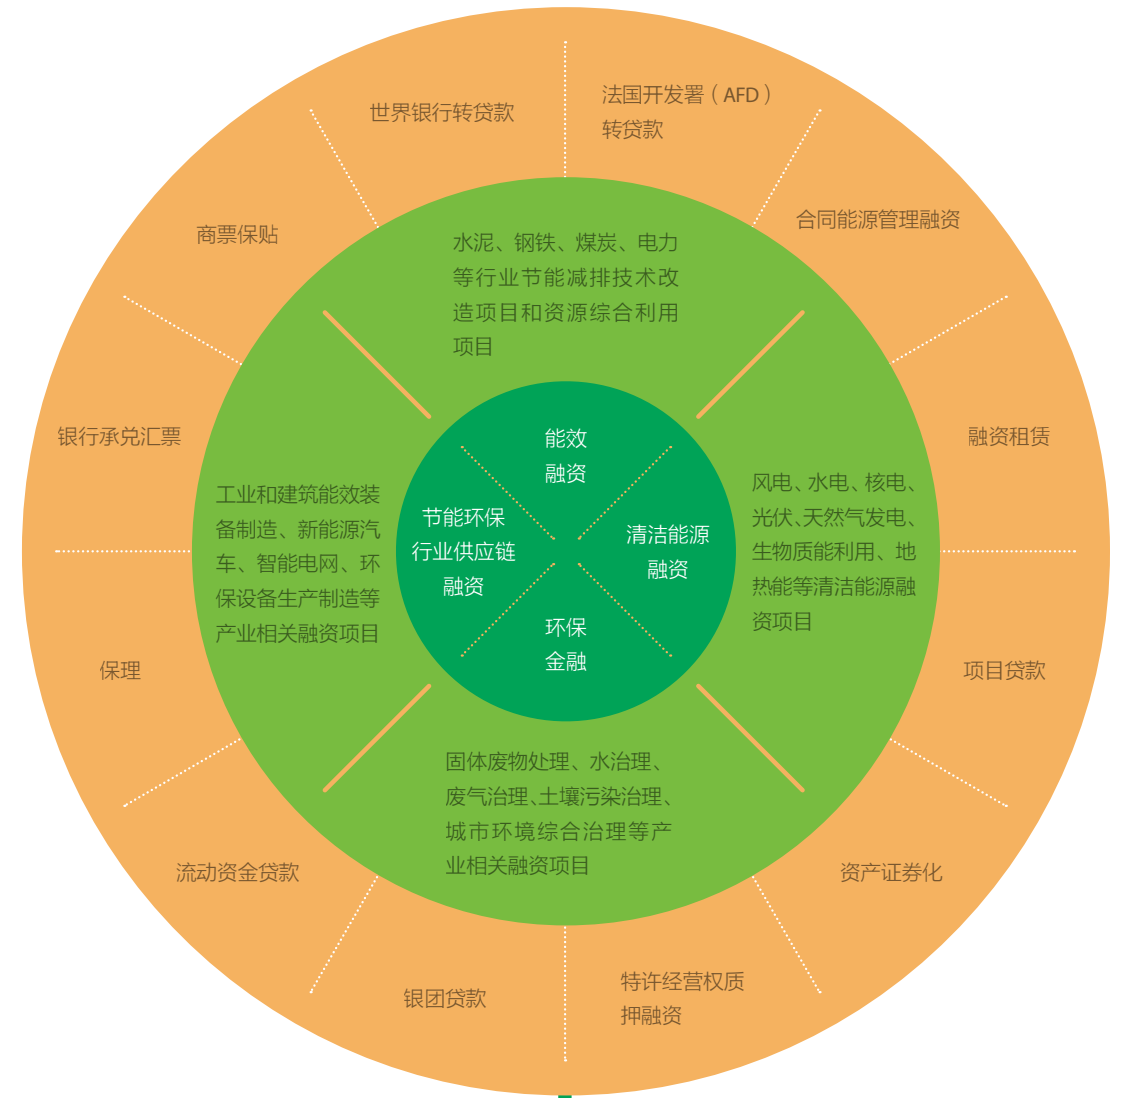 世界银行转贷款
法国开发署（AFD）
转贷款
合同能源管理融资
融资租赁
项目贷款
资产证券化
特许经营权质
押融资
银团贷款
流动资金贷款
保理
银行承兑汇票
商票保贴
水泥、钢铁、煤炭、电力
等行业节能减排技术改
造项目和资源综合利用
项目
风电、水电、核电、
光伏、天然气发电、
生物质能利用、地
热能等清洁能源融
资项目
固体废物处理、水治理、
废气治理、土壤污染治理、
城市环境综合治理等产
业相关融资项目
工业和建筑能效装
备制造、新能源汽
车、智能电网、环
保设备生产制造等
产业相关融资项目
能效
融资
清洁能源
融资
环保
金融
节能环保
行业供应链
融资